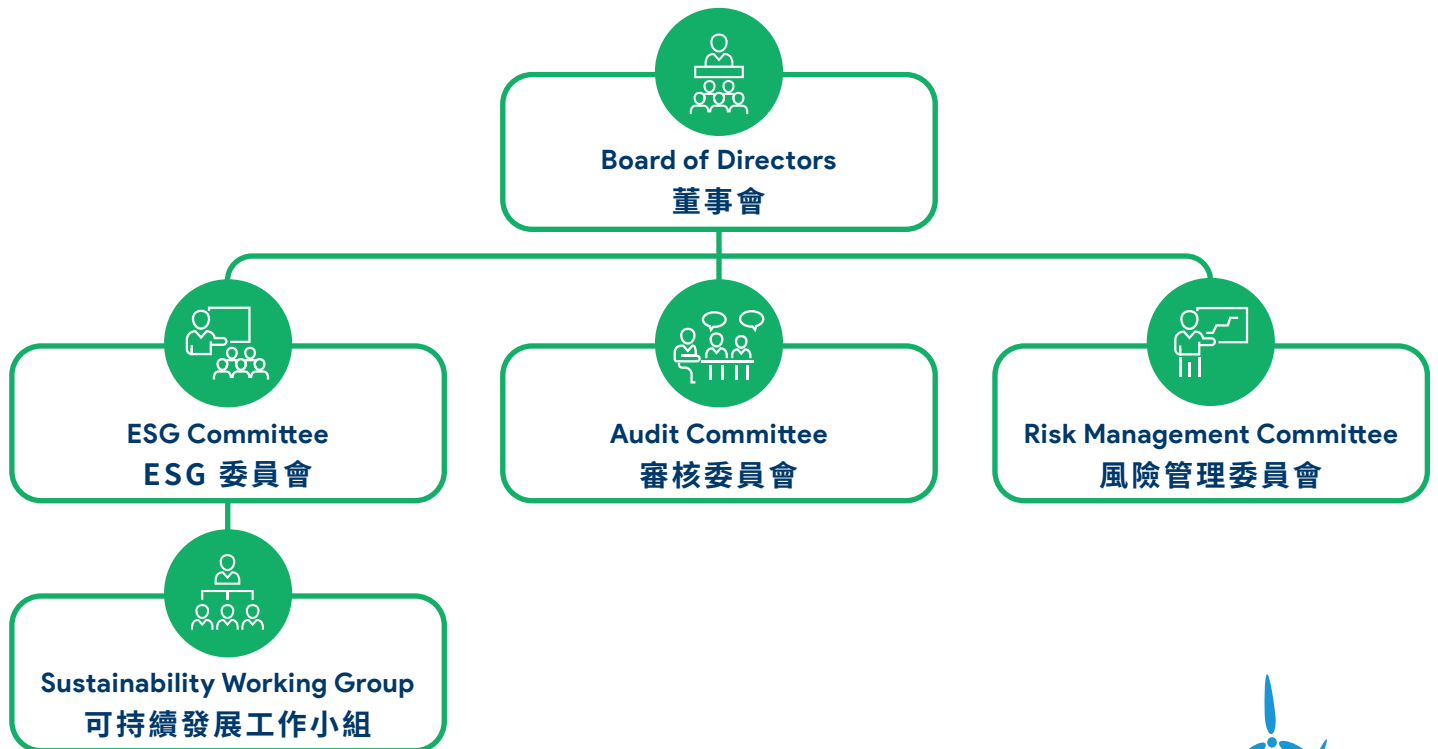 Board of Directors
董事會
ESG Committee
ESG 委員會
Audit Committee
審核委員會
Risk Management Committee
風險管理委員會
Sustainability Working Group
可持續發展工作小組